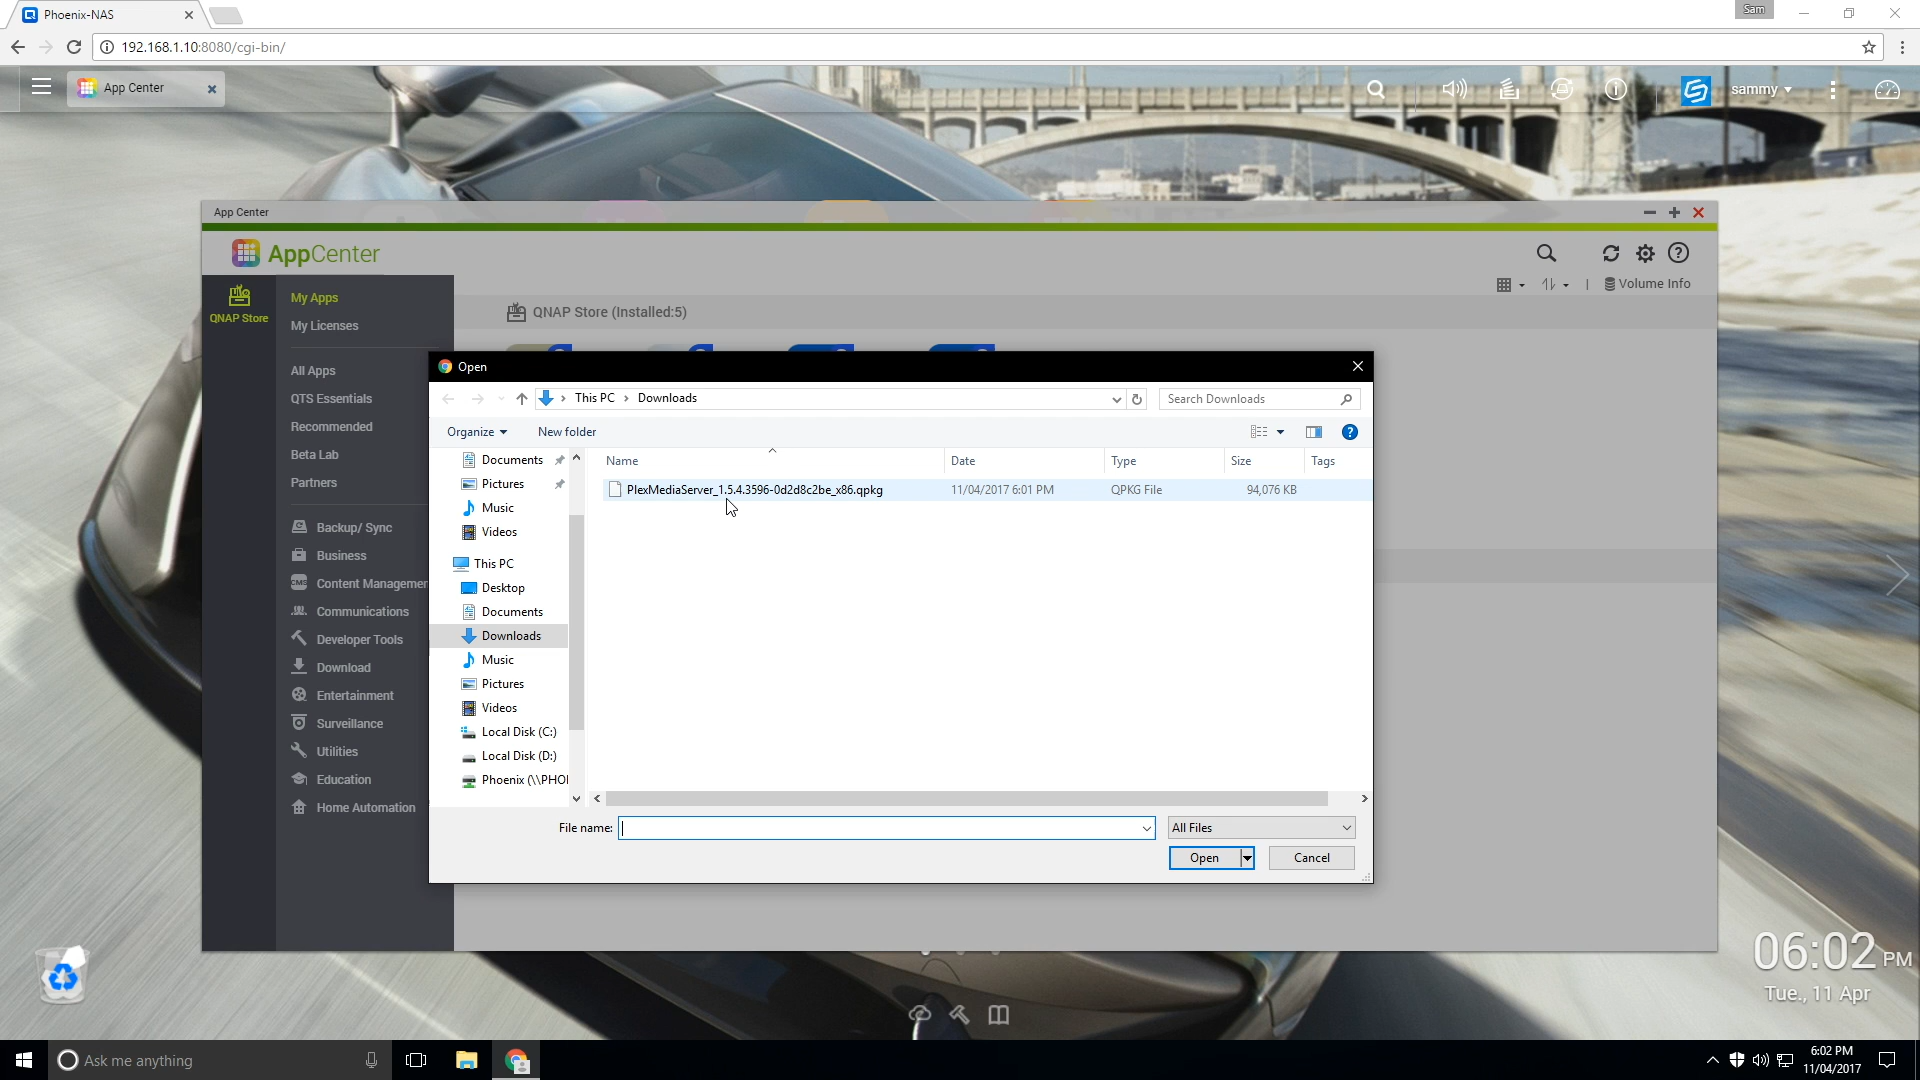 Phoenix-NAS
Sam
192.168.1.10:8080/cgi-bin/
App Center
sammy
App Center
AppCenter
Volume Info
QNAP Store
My Apps
My Licenses
QNAP Store (Installed:5)
All Apps
QTS Essentials
Recommended
Beta Lab
Partners
Backup/ Sync
Business
Content Managemen
Communications
Developer Tools
Download
Entertainment
Surveillance
Utilities
Education
Home Automation
Open
This PC > Downloads
Search Downloads
Organize
New folder
Documents
Pictures
Music
Videos
This PC
Desktop
Documents
Downloads
Music
Pictures
Videos
Local Disk (C:)
Local Disk (D:)
Phoenix (\\PHO
Name Date Type Size Tags
PlexMediaServer_1.5.4.3596-0d2d8c2be_x86.qpkg 11/04/2017 6:01 PM QPKG File 94,076 KB
File name:
All Files
Open
Cancel
06:02 PM
Tue., 11 Apr
Ask me anything
6:02 PM
11/04/2017